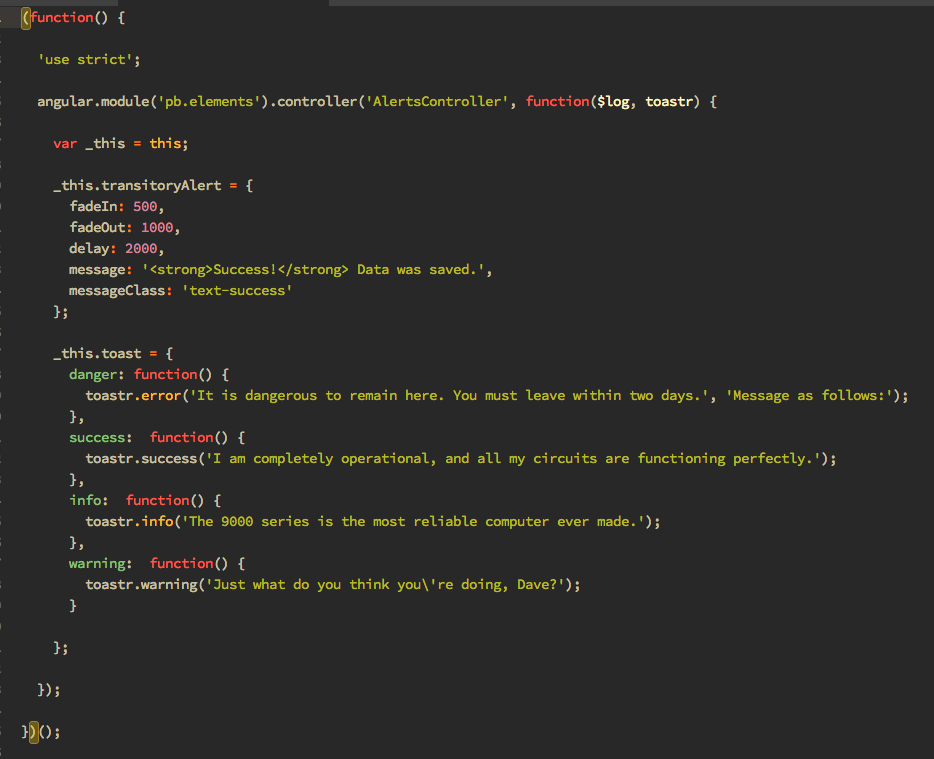 (function() {
'use strict';
angular.module('pb.elements').controller('AlertsController', function($log, toastr) {
var _this = this;
_this.transitoryAlert = {
fadeIn: 500,
fadeOut: 1000,
delay: 2000,
message: '<strong>Success!</strong> Data was saved.',
messageClass: 'text-success'
};
_this.toast = {
danger: function() {
toastr.error('It is dangerous to remain here. You must leave within two days.', 'Message as follows:');
},
success:  function() {
toastr.success('I am completely operational, and all my circuits are functioning perfectly.');
},
info:  function() {
toastr.info('The 9000 series is the most reliable computer ever made.');
},
warning:  function() {
toastr.warning('Just what do you think you\'re doing, Dave?');
}
};
});
})();